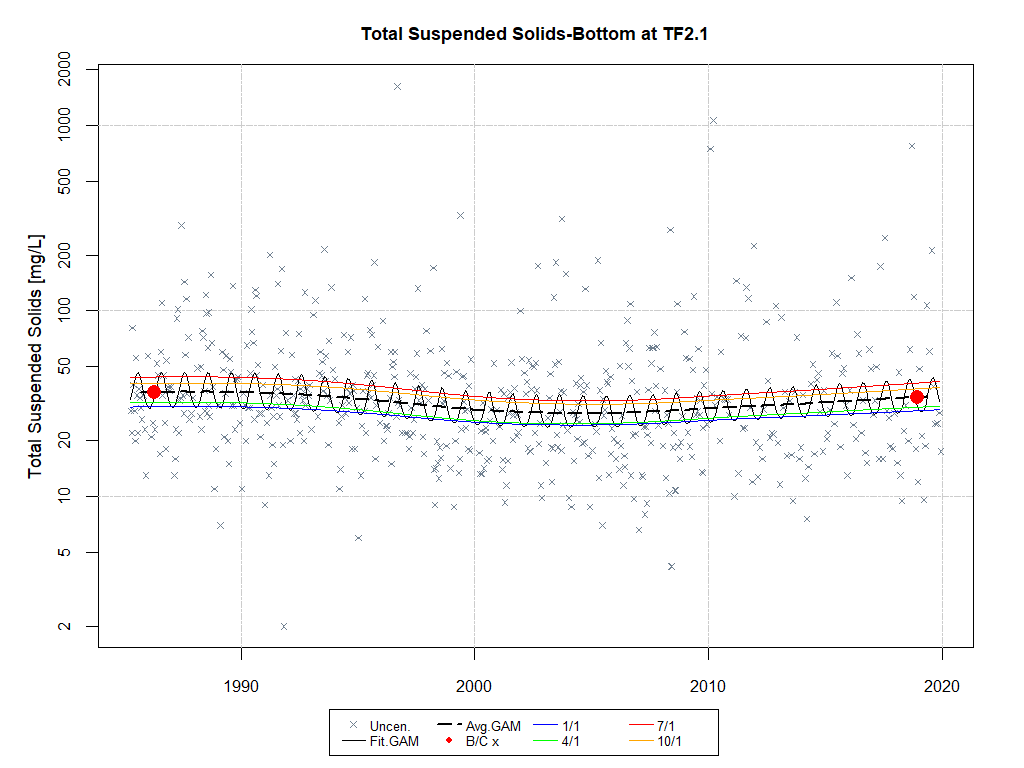 Total Suspended Solids-Bottom at TF2.1
Total Suspended Solids [mg/L]
2000
1000
500
200
100
50
20
10
5
2
1990 2000 2010 2020
Uncen. Avg.GAM 1/1 7/1
Fit.GAM B/C x 4/1 10/1